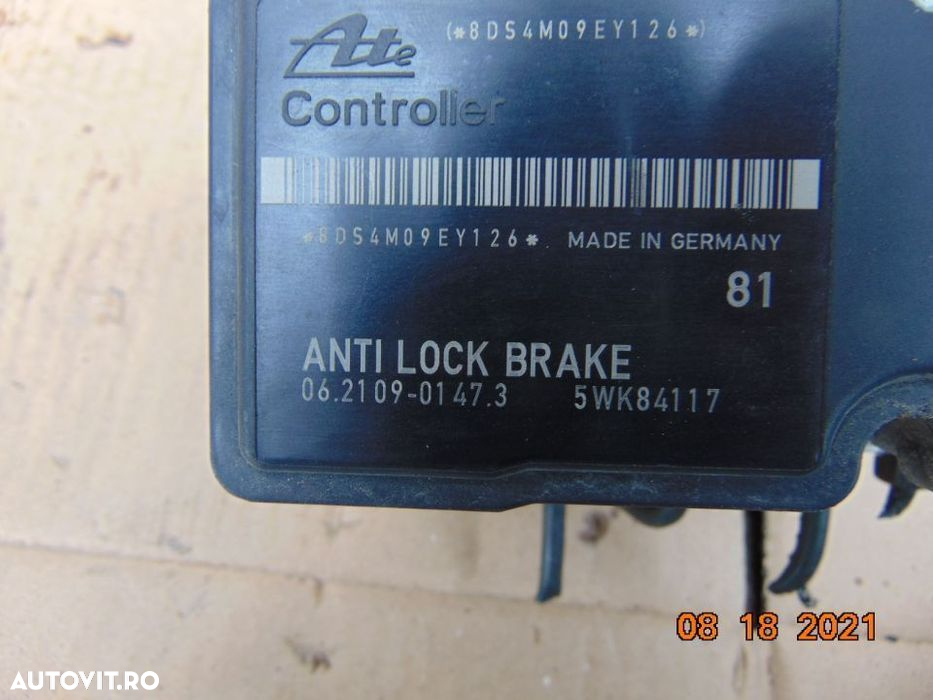 Ate (*8DS4M09EY126*)
Controller
*8DS4M09EY126* MADE IN GERMANY
81
ANTI LOCK BRAKE
06.2109-0147.3 5WK84117
08 18 2021
AUTOVIT.RO